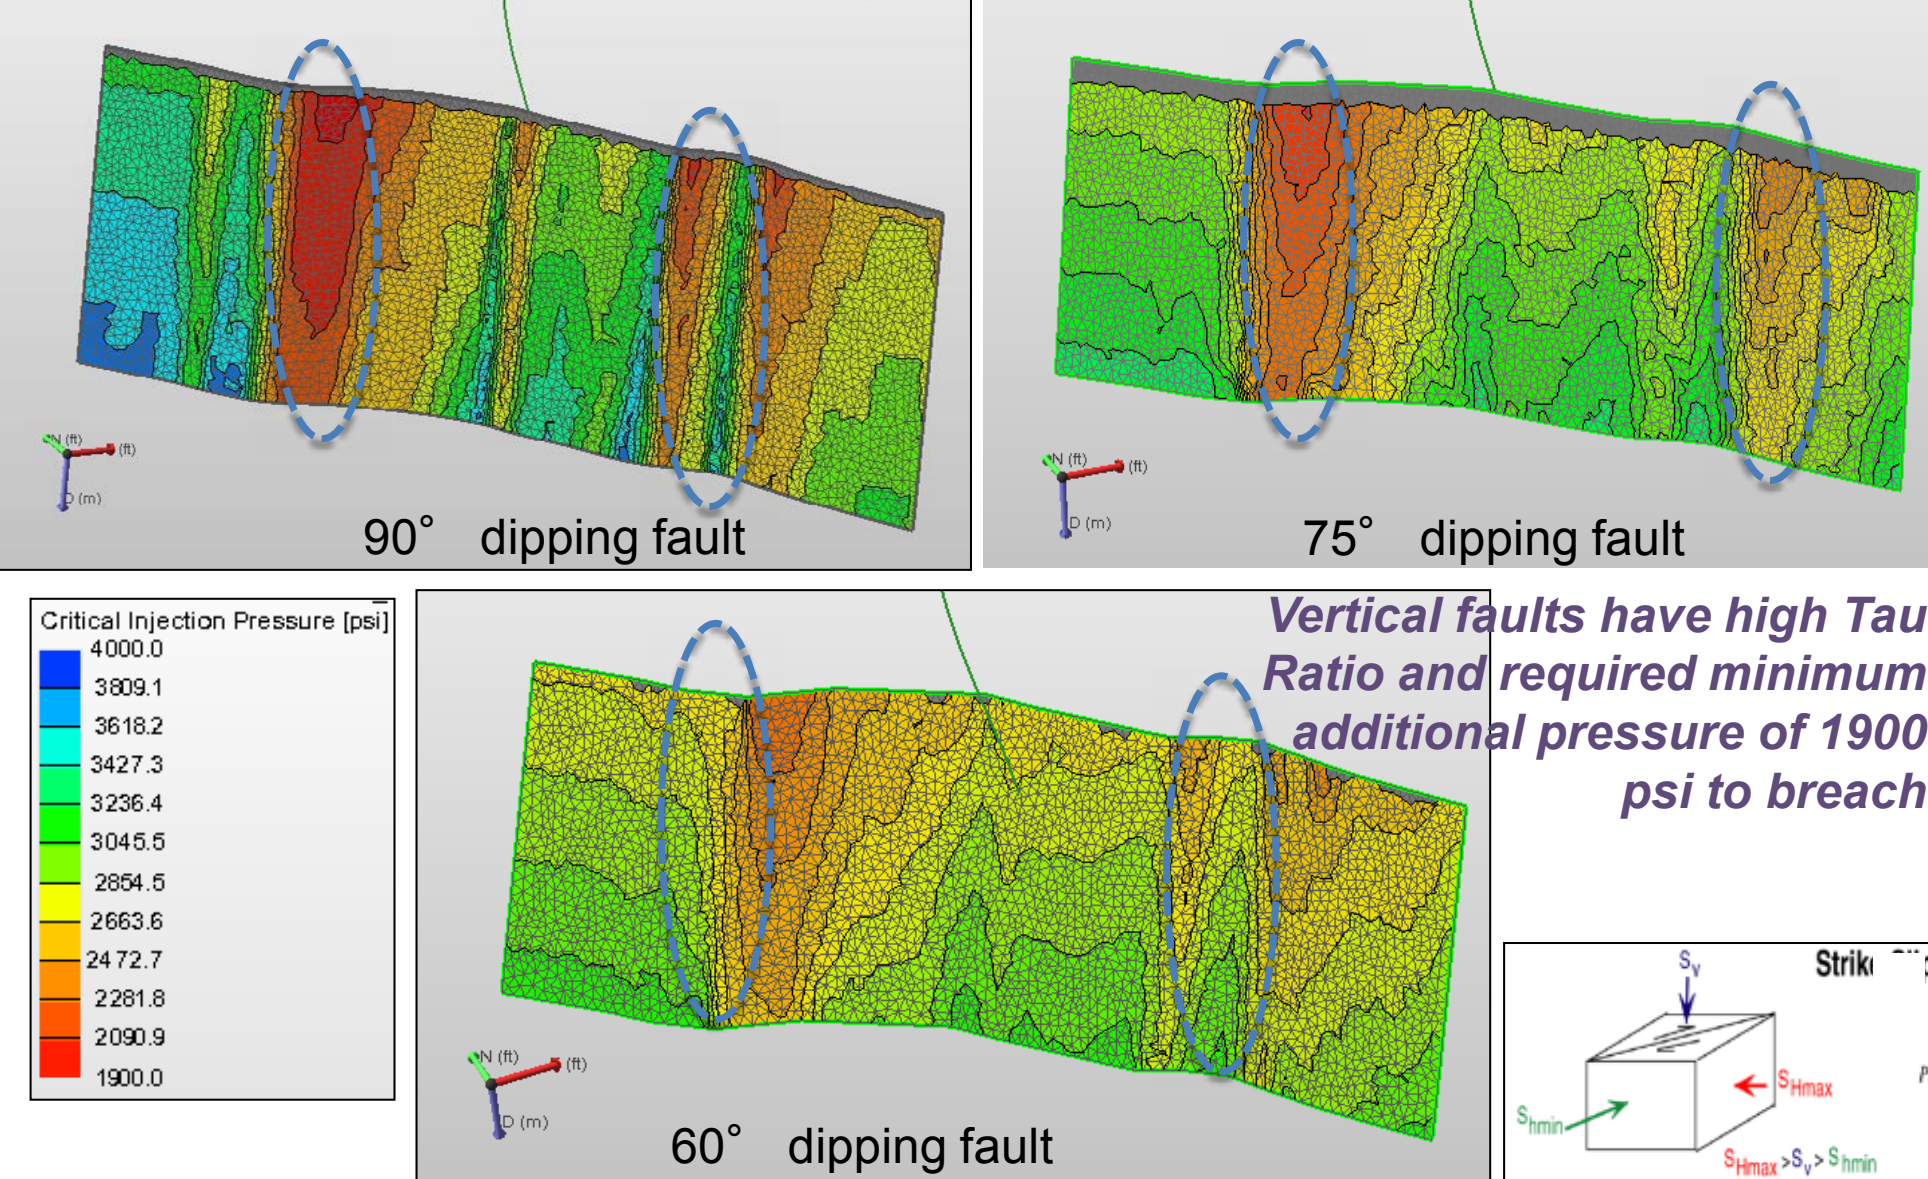 N (ft)
(ft)
D (m)
90° dipping fault
N (ft)
(ft)
D (m)
75° dipping fault
Critical Injection Pressure [psi]
4000.0
3809.1
3618.2
3427.3
3236.4
3045.5
2854.5
2663.6
2472.7
2281.8
2090.9
1900.0
N (ft)
(ft)
D (m)
60° dipping fault
Vertical faults have high Tau
Ratio and required minimum
additional pressure of 1900
psi to breach
Sv
SHmax
Shmin
SHmax >Sv> Shmin